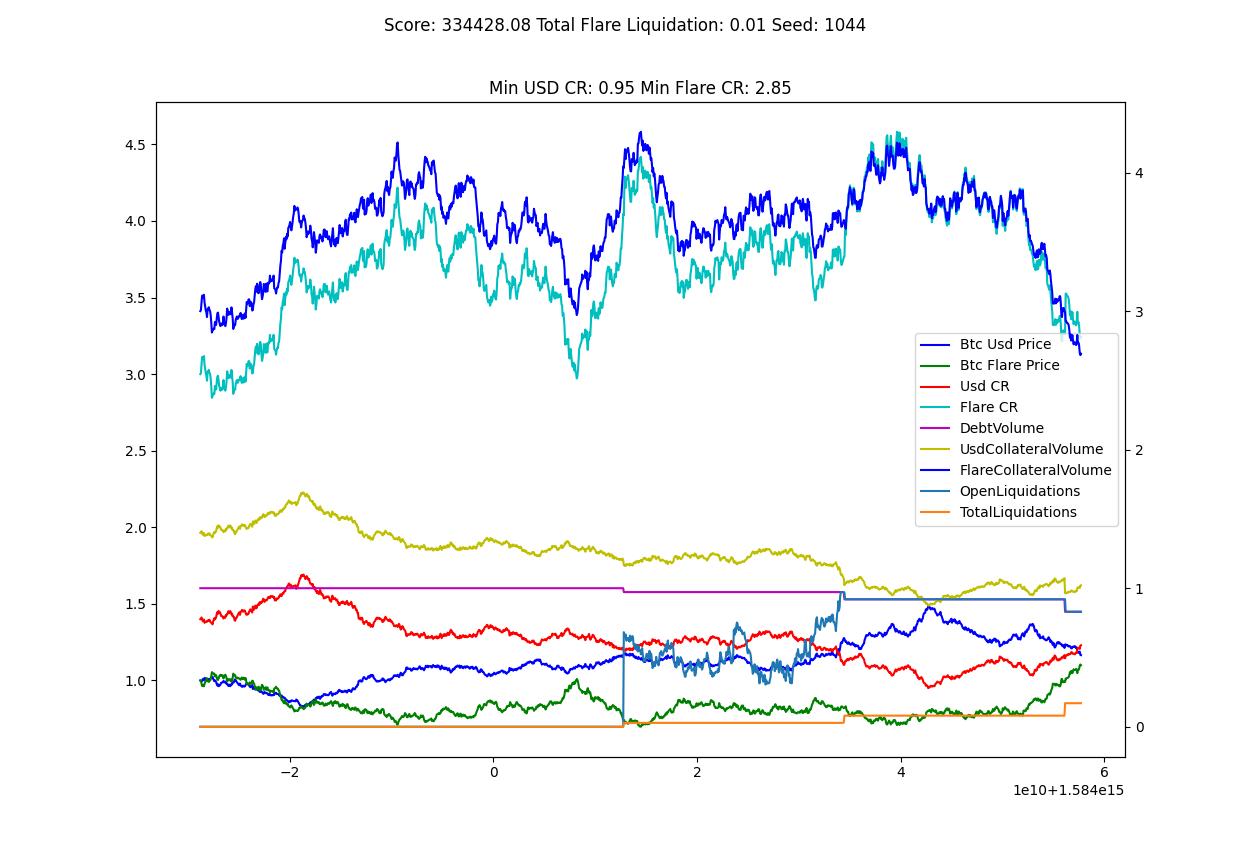 Score: 334428.08 Total Flare Liquidation: 0.01 Seed: 1044
Min USD CR: 0.95 Min Flare CR: 2.85
4.5
4.0
3.5
3.0
2.5
2.0
1.5
1.0
4
3
2
1
0
Btc Usd Price
Btc Flare Price
Usd CR
Flare CR
DebtVolume
UsdCollateralVolume
FlareCollateralVolume
OpenLiquidations
TotalLiquidations
−2
0
2
4
6
1e10+1.584e15